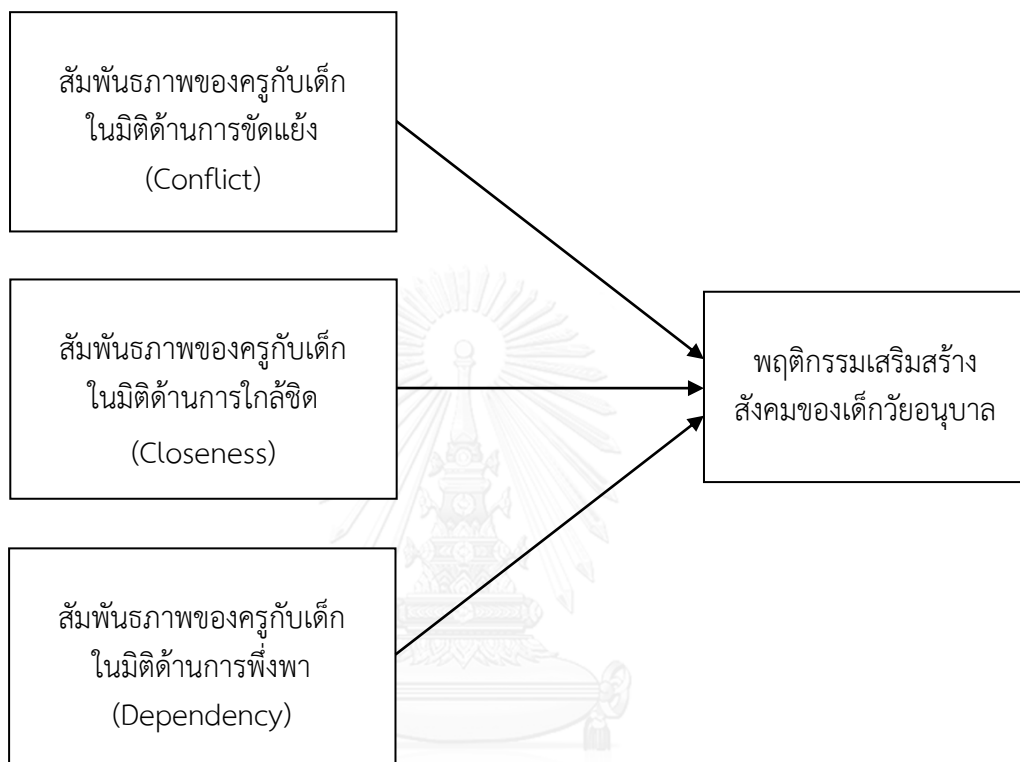 สัมพันธภาพของครูกับเด็ก
ในมิติด้านการขัดแย้ง
(Conflict)
สัมพันธภาพของครูกับเด็ก
ในมิติด้านการใกล้ชิด
(Closeness)
สัมพันธภาพของครูกับเด็ก
ในมิติด้านการพึ่งพา
(Dependency)
พฤติกรรมเสริมสร้าง
สังคมของเด็กวัยอนุบาล